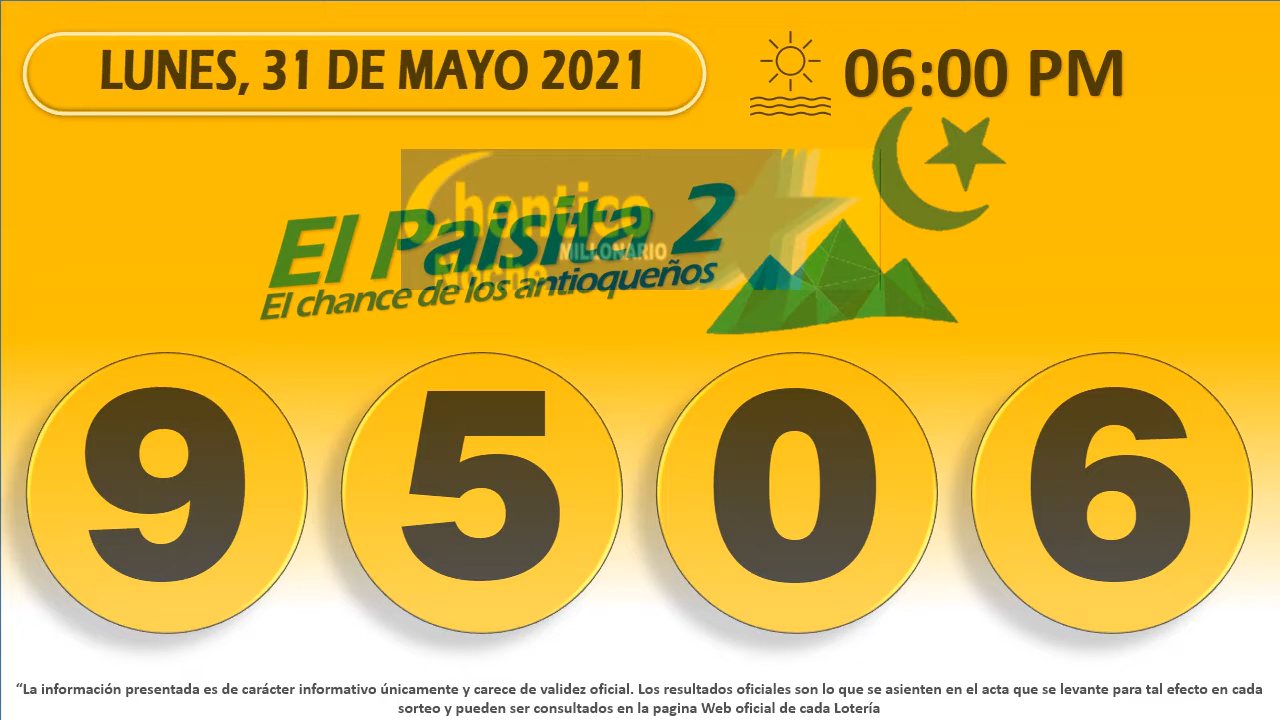 LUNES, 31 DE MAYO 2021
06:00 PM
El Paisita 2
Chontico
MILLONARIO
Noche
El chance de los antioqueños
9 5 0 6
“La información presentada es de carácter informativo únicamente y carece de validez oficial. Los resultados oficiales son lo que se asienten en el acta que se levante para tal efecto en cada
sorteo y pueden ser consultados en la pagina Web oficial de cada Lotería